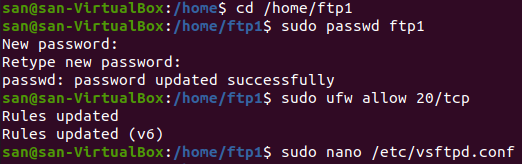 san@san-VirtualBox:/home$ cd /home/ftp1
san@san-VirtualBox:/home/ftp1$ sudo passwd ftp1
New password:
Retype new password:
passwd: password updated successfully
san@san-VirtualBox:/home/ftp1$ sudo ufw allow 20/tcp
Rules updated
Rules updated (v6)
san@san-VirtualBox:/home/ftp1$ sudo nano /etc/vsftpd.conf